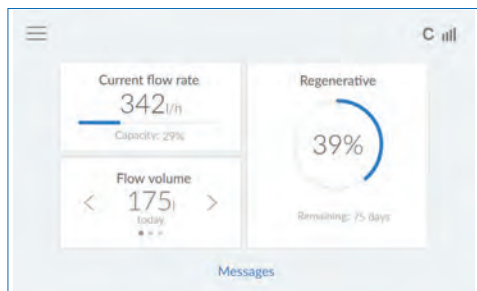 C
Current flow rate
342l/h
Capacity: 29%
Flow volume
175l
today
Regenerative
39%
Remaining: 75 days
Messages